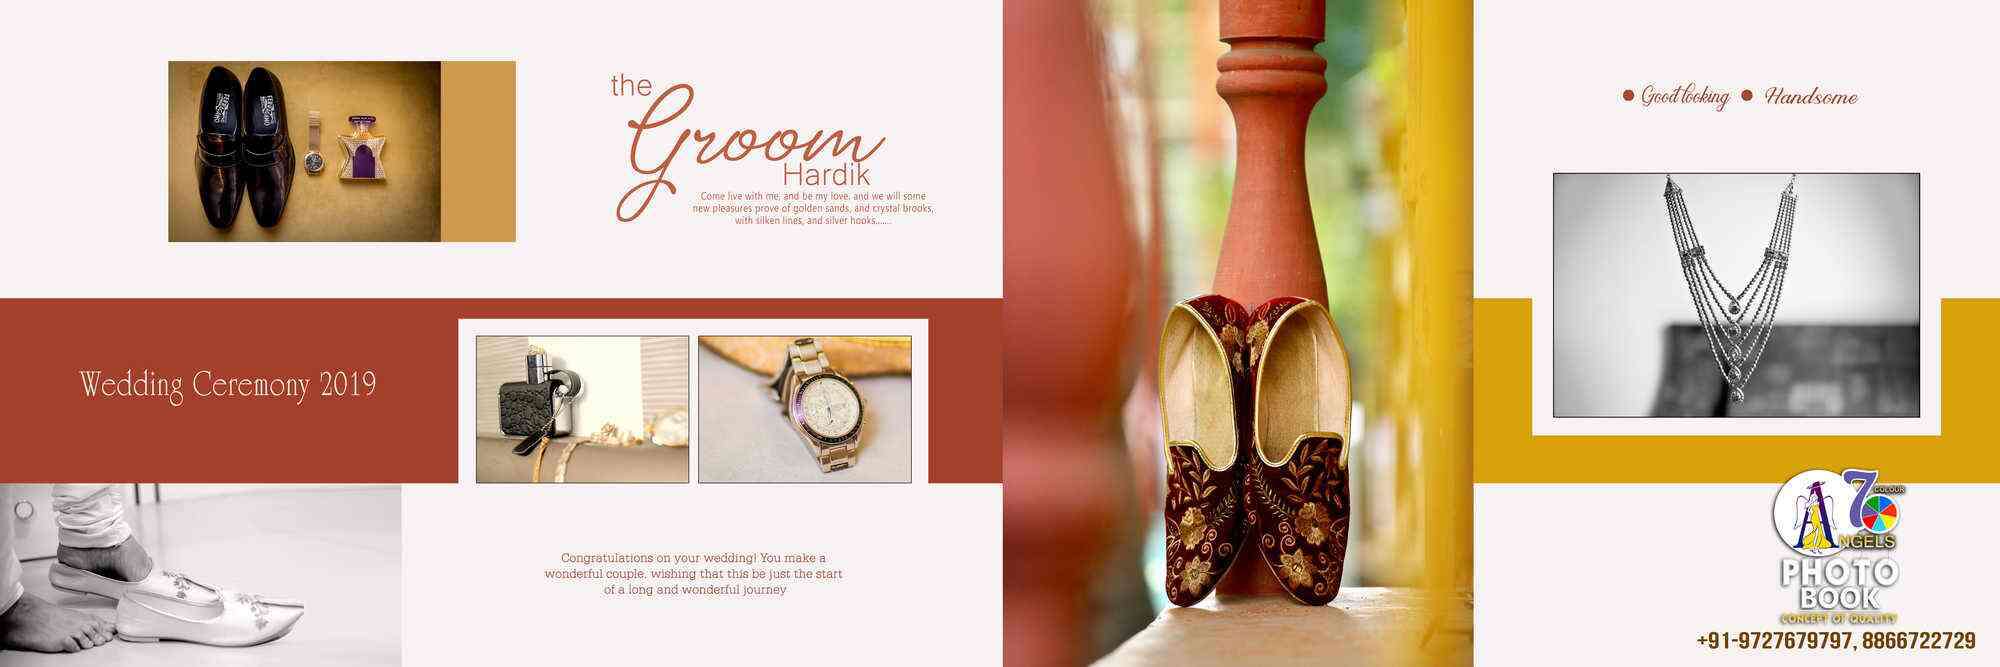 the
Groom
Hardik
Come live with me, and be my love, and we will some
new pleasures prove of golden sands, and crystal brooks,
with silken lines, and silver hooks.......
Good looking Handsome
Wedding Ceremony 2019
Congratulations on your wedding! You make a
wonderful couple, wishing that this be just the start
of a long and wonderful journey
7 COLOUR
ANGELS
PHOTO
BOOK
CONCEPT OF QUALITY
+91-9727679797, 8866722729